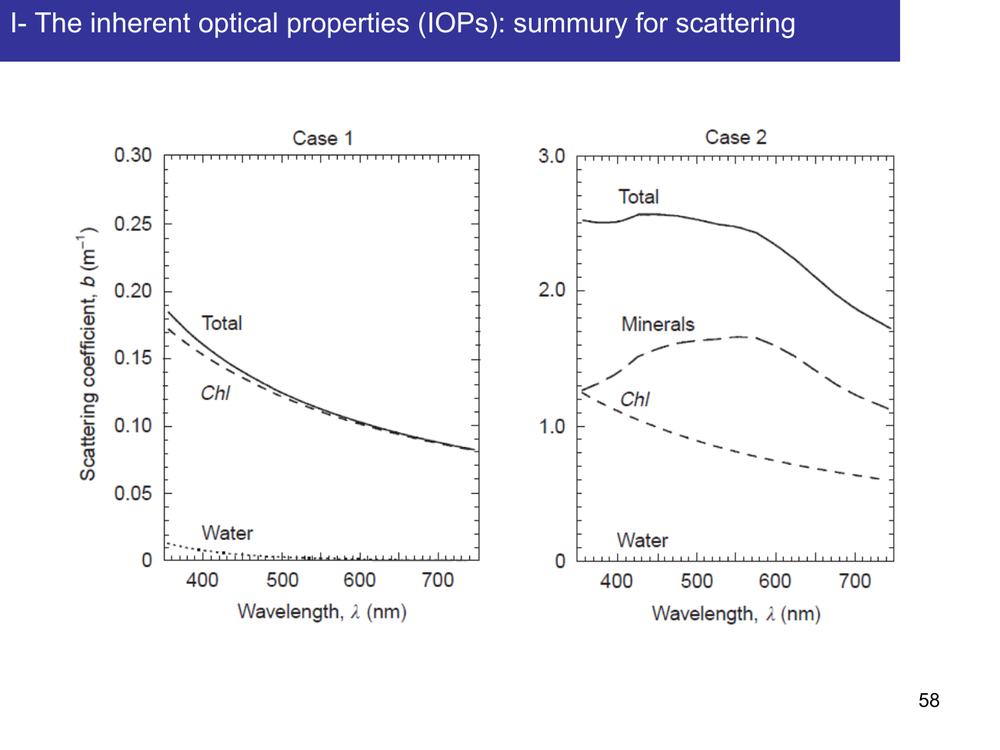 I- The inherent optical properties (IOPs): summury for scattering
Case 1
0.30
0.25
0.20
0.15
0.10
0.05
0
Scattering coefficient, b (m⁻¹)
Total
Chl
Water
400 500 600 700
Wavelength, λ (nm)
Case 2
3.0
2.0
1.0
0
Total
Minerals
Chl
Water
400 500 600 700
Wavelength, λ (nm)
58